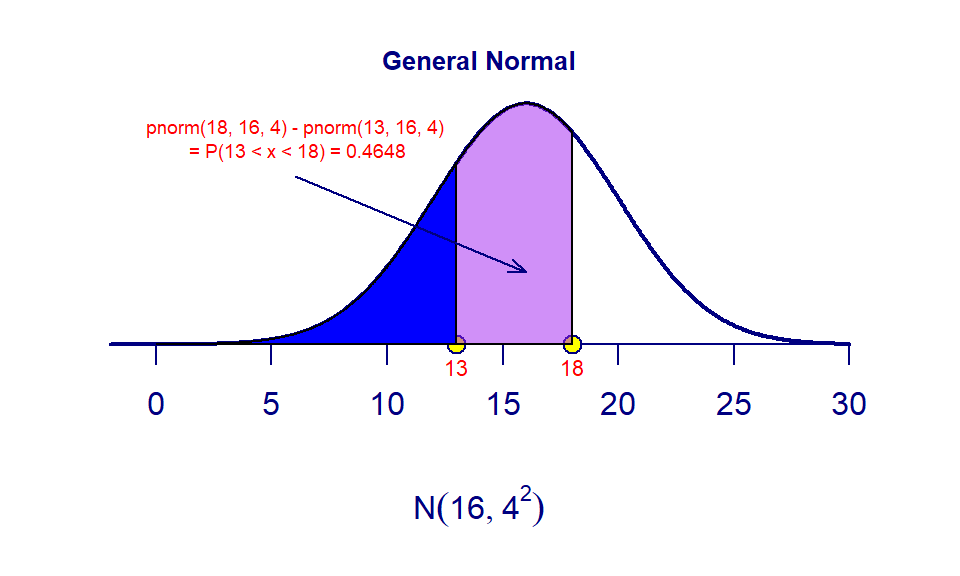 General Normal
pnorm(18, 16, 4) - pnorm(13, 16, 4)
= P(13 < x < 18) = 0.4648
13 18
0 5 10 15 20 25 30
N(16, 4²)